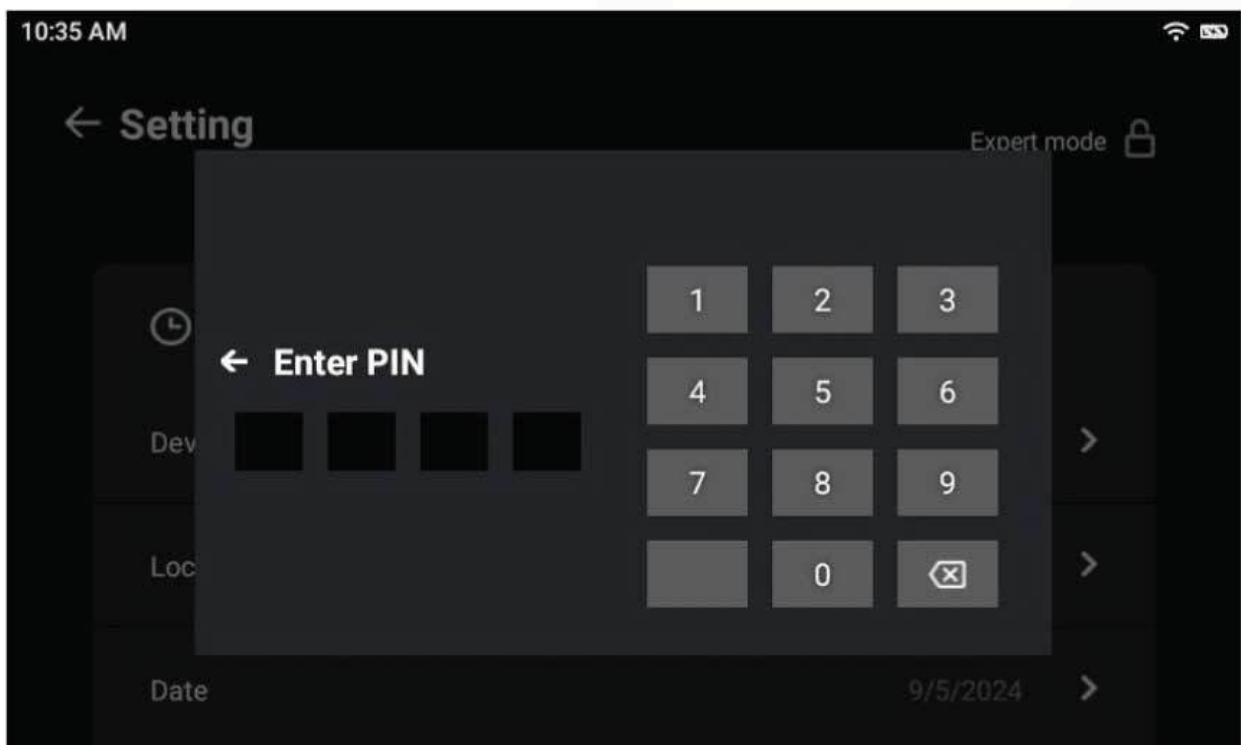 10:35 AM
Setting
Expert mode
Enter PIN
1 2 3
4 5 6
7 8 9
0
Dev
Loc
Date 9/5/2024